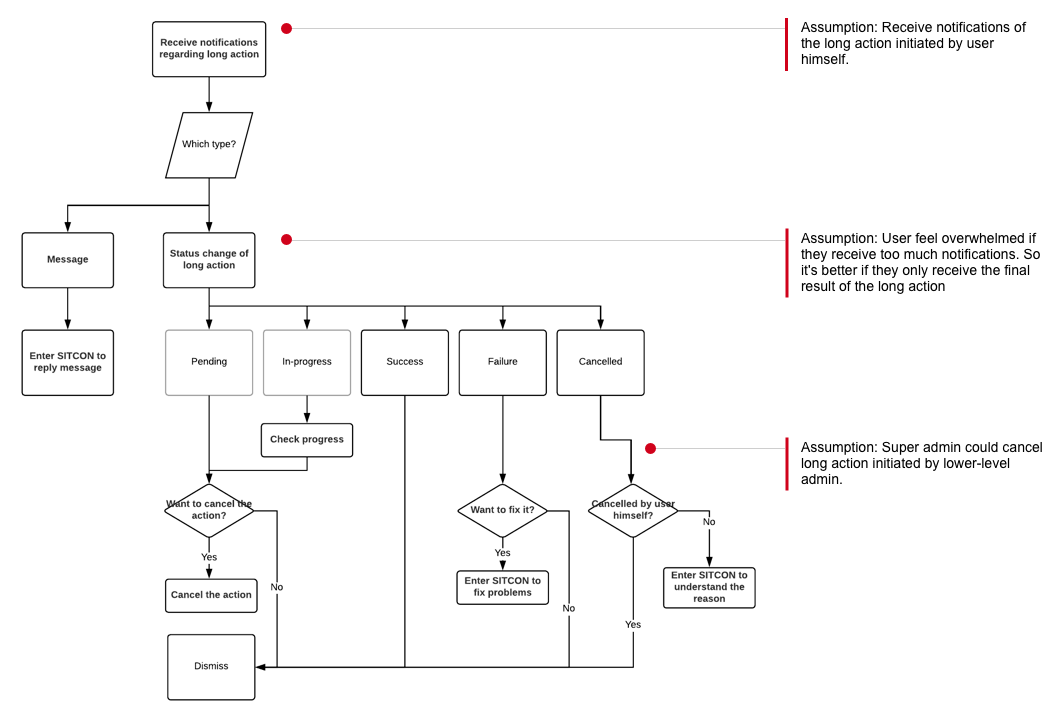 Receive notifications
regarding long action
Assumption: Receive notifications of
the long action initiated by user
himself.
Which type?
Message
Status change of
long action
Assumption: User feel overwhelmed if
they receive too much notifications. So
it's better if they only receive the final
result of the long action
Enter SITCON to
reply message
Pending
In-progress
Success
Failure
Cancelled
Check progress
Assumption: Super admin could cancel
long action initiated by lower-level
admin.
Want to cancel the
action?
Want to fix it?
Cancelled by user
himself?
No
Yes
Yes
Enter SITCON to
fix problems
Enter SITCON to
understand the
reason
Cancel the action
No
No
Yes
Dismiss